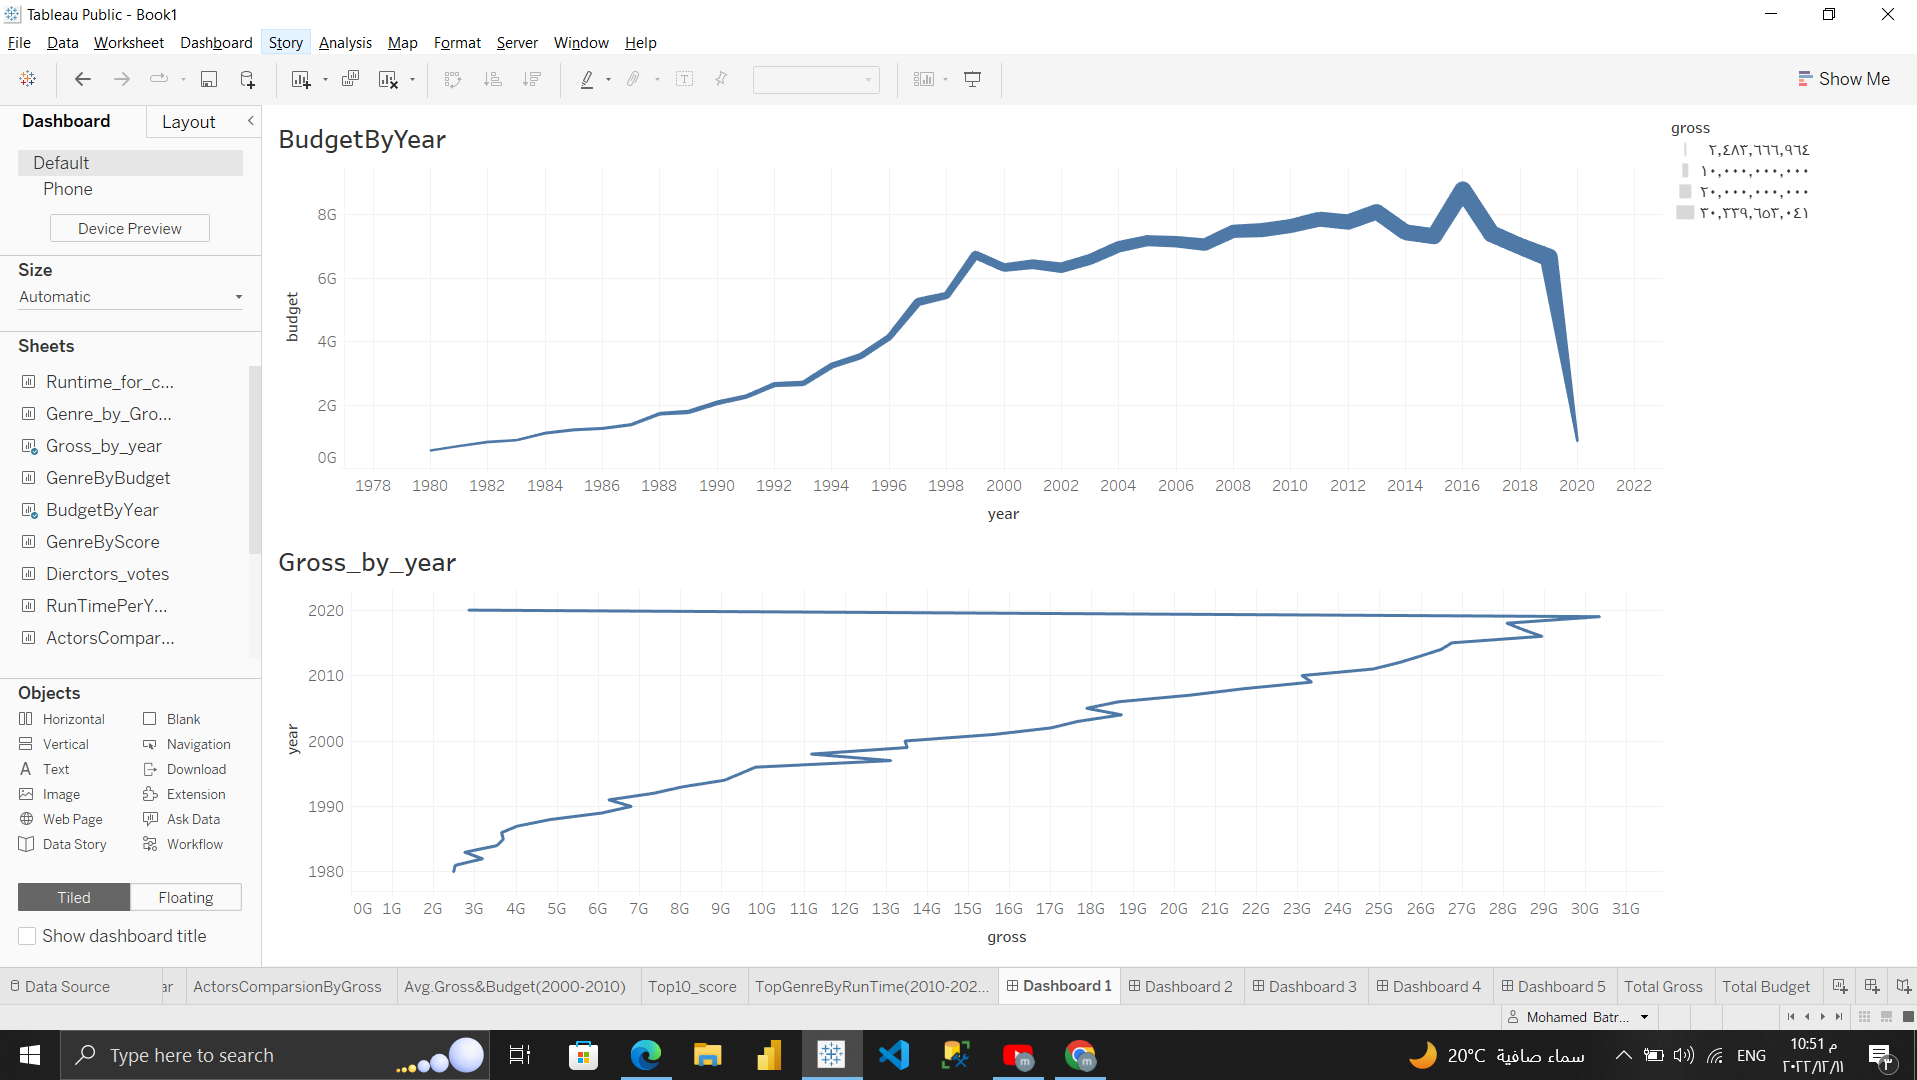 Tableau Public - Book1
File Data Worksheet Dashboard Story Analysis Map Format Server Window Help
Show Me
Dashboard Layout
Default
Phone
Device Preview
Size
Automatic
Sheets
Runtime_for_c...
Genre_by_Gro...
Gross_by_year
GenreByBudget
BudgetByYear
GenreByScore
Dierctors_votes
RunTimePerY...
ActorsCompar...
Objects
Horizontal Blank
Vertical Navigation
Text Download
Image Extension
Web Page Ask Data
Data Story Workflow
Tiled Floating
Show dashboard title
BudgetByYear
budget
8G
6G
4G
2G
0G
1978 1980 1982 1984 1986 1988 1990 1992 1994 1996 1998 2000 2002 2004 2006 2008 2010 2012 2014 2016 2018 2020 2022
year
gross
٢,٤٨٣,٦٦٦,٩٦٤
١٠,٠٠٠,٠٠٠,٠٠٠
٢٠,٠٠٠,٠٠٠,٠٠٠
٣٠,٣٣٩,٦٥٣,٠٤١
Gross_by_year
year
2020
2010
2000
1990
1980
0G 1G 2G 3G 4G 5G 6G 7G 8G 9G 10G 11G 12G 13G 14G 15G 16G 17G 18G 19G 20G 21G 22G 23G 24G 25G 26G 27G 28G 29G 30G 31G
gross
Data Source ar ActorsComparsionByGross Avg.Gross&Budget(2000-2010) Top10_score TopGenreByRunTime(2010-202... Dashboard 1 Dashboard 2 Dashboard 3 Dashboard 4 Dashboard 5 Total Gross Total Budget
Mohamed Batr...
Type here to search
20°C سماء صافية
ENG
10:51 م
٢٠٢٢/١٢/١١
٣